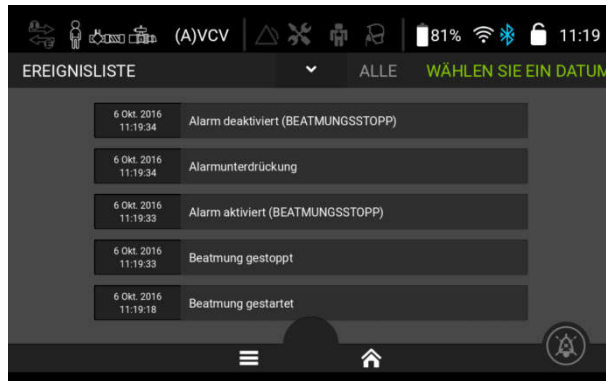 (A)VCV 81% 11:19
EREIGNISLISTE ALLE WÄHLEN SIE EIN DATUM
6 Okt. 2016
11:19:34
Alarm deaktiviert (BEATMUNGSSTOPP)
6 Okt. 2016
11:19:34
Alarmunterdrückung
6 Okt. 2016
11:19:33
Alarm aktiviert (BEATMUNGSSTOPP)
6 Okt. 2016
11:19:33
Beatmung gestoppt
6 Okt. 2016
11:19:18
Beatmung gestartet